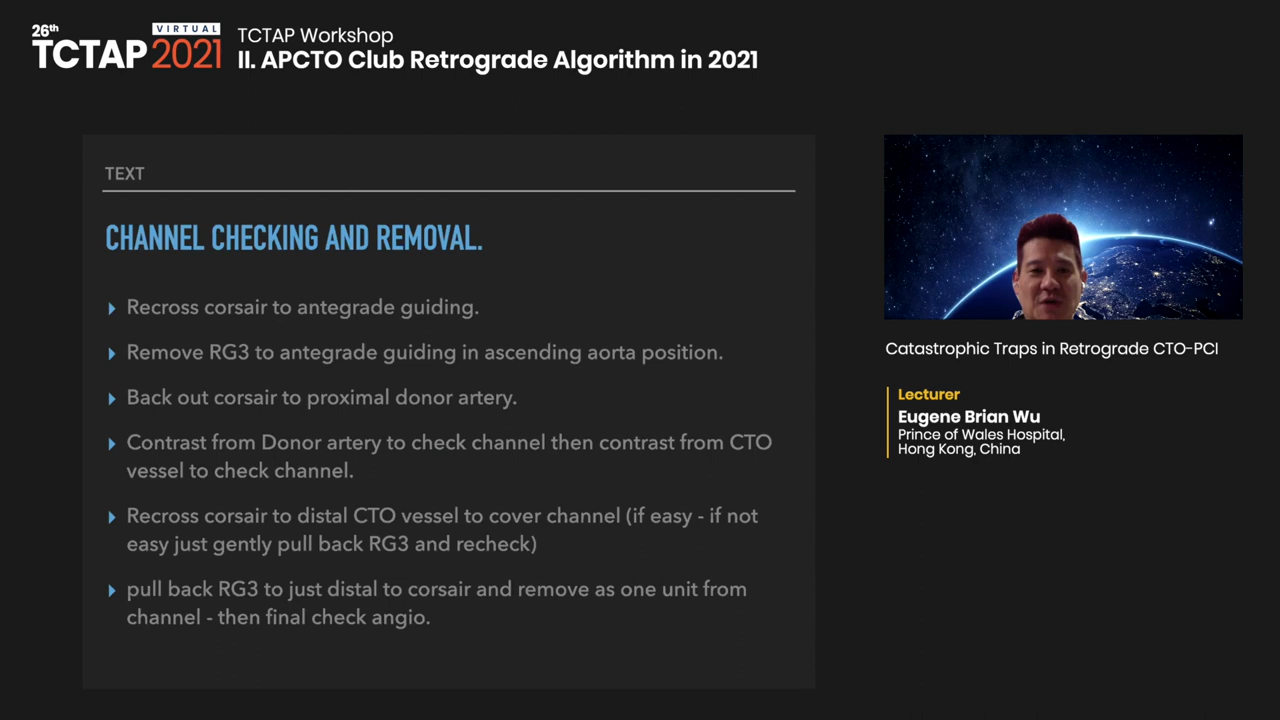 26th
VIRTUAL
TCTAP 2021
TCTAP Workshop
II. APCTO Club Retrograde Algorithm in 2021
TEXT
CHANNEL CHECKING AND REMOVAL.
Recross corsair to antegrade guiding.
Remove RG3 to antegrade guiding in ascending aorta position.
Back out corsair to proximal donor artery.
Contrast from Donor artery to check channel then contrast from CTO
vessel to check channel.
Recross corsair to distal CTO vessel to cover channel (if easy - if not
easy just gently pull back RG3 and recheck)
pull back RG3 to just distal to corsair and remove as one unit from
channel - then final check angio.
Catastrophic Traps in Retrograde CTO-PCI
Lecturer
Eugene Brian Wu
Prince of Wales Hospital,
Hong Kong, China